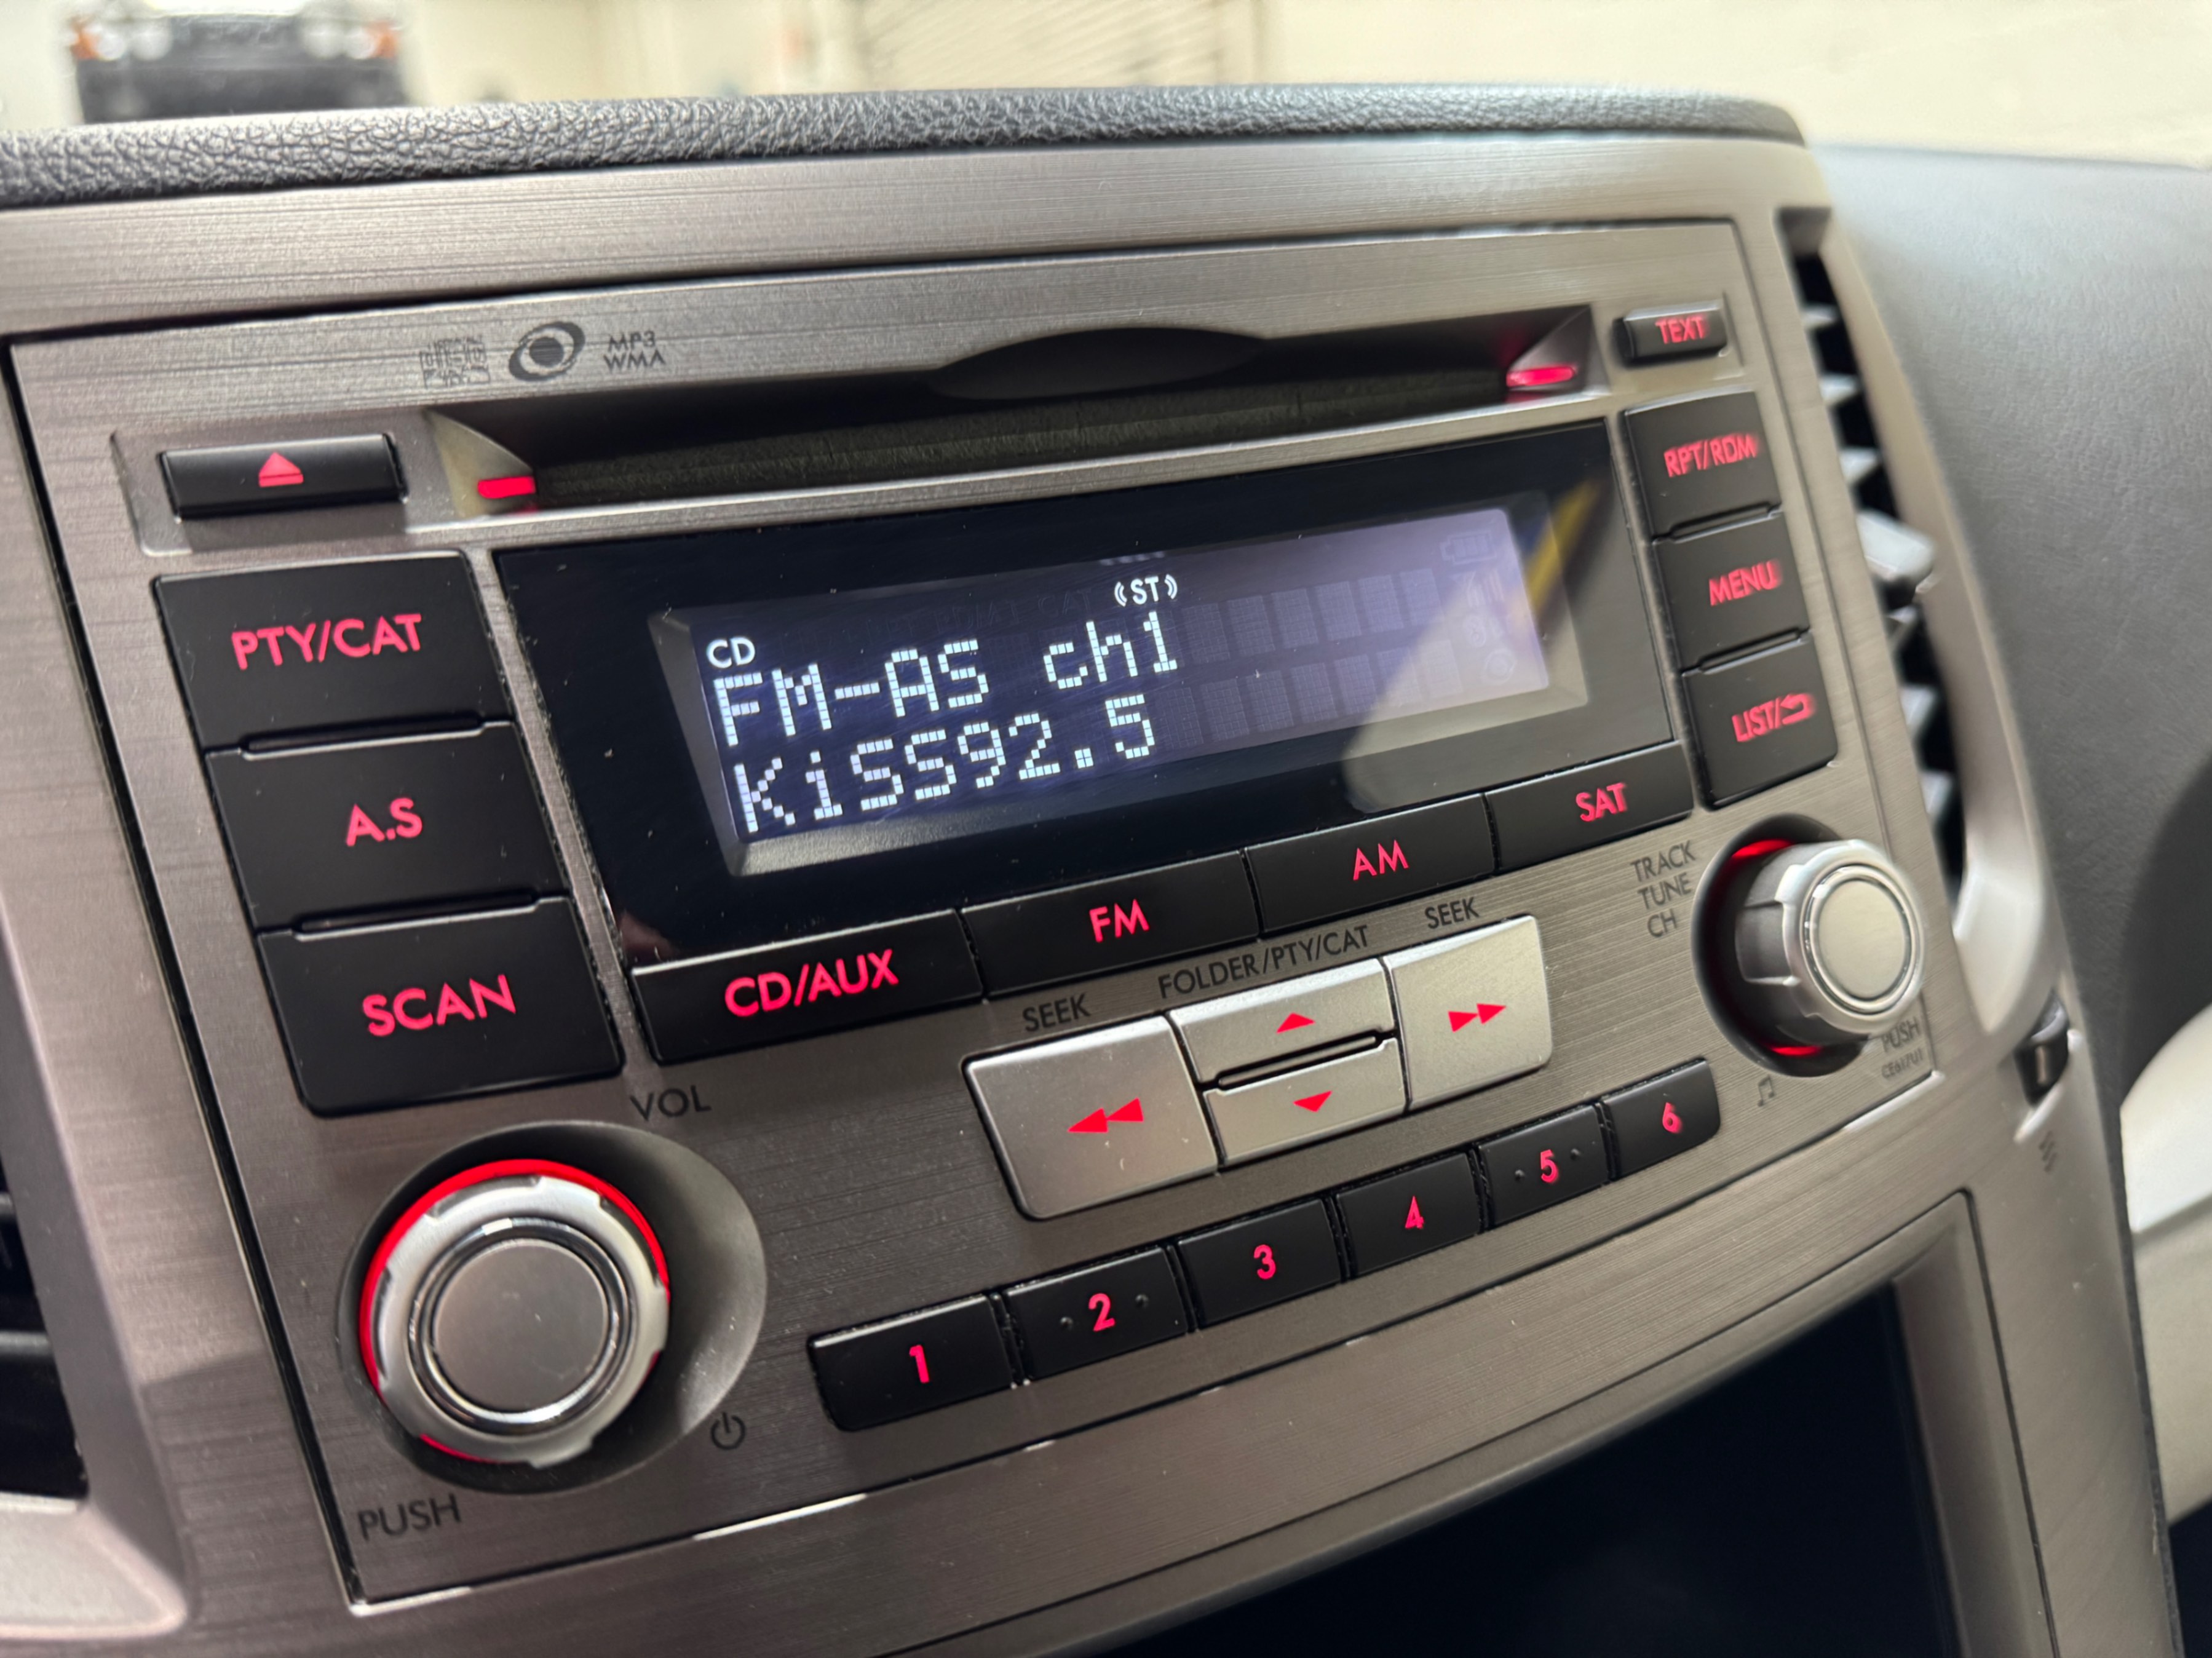 MP3
WMA
TEXT
PTY/CAT
A.S
SCAN
CD
ST
FM-AS ch1
KiSS92.5
RPT/RDM
MENU
LIST/
CD/AUX
FM
AM
SAT
SEEK
FOLDER/PTY/CAT
SEEK
TRACK
TUNE
CH
PUSH
VOL
PUSH
1
2
3
4
5
6